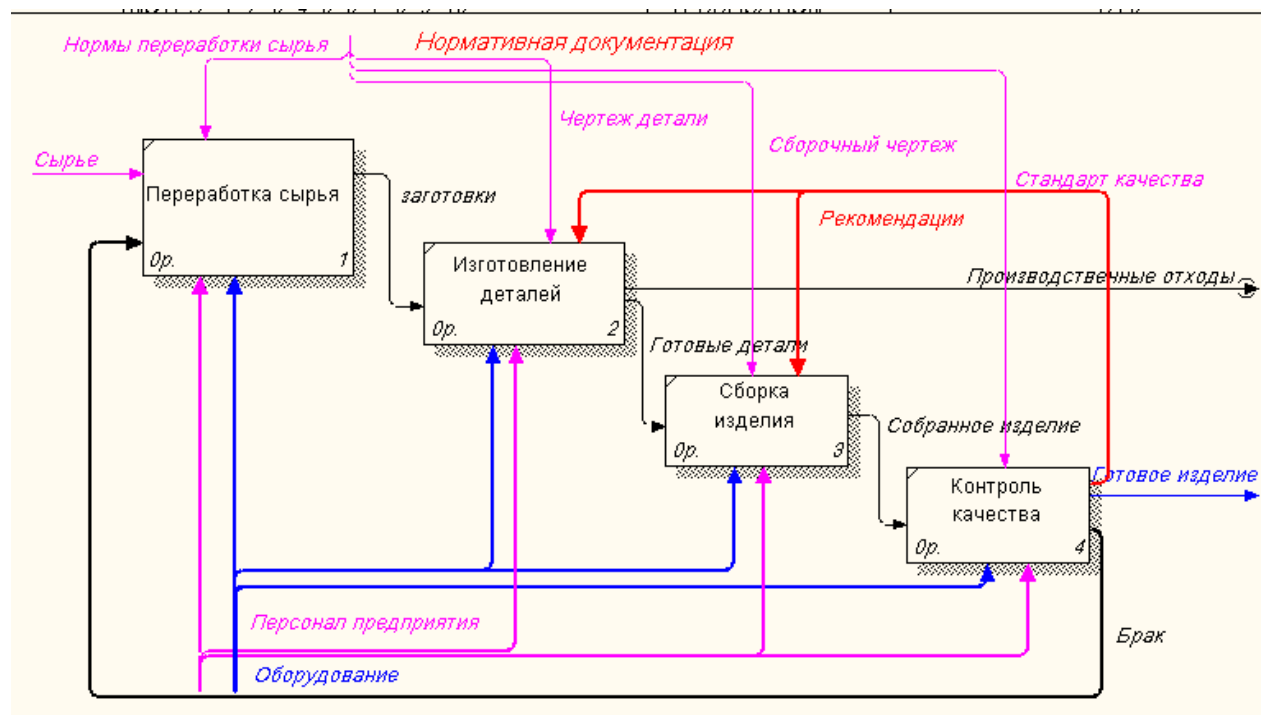 Нормы переработки сырья
Нормативная документация
Чертеж детали
Сборочный чертеж
Сырье
Стандарт качества
Переработка сырья
0р.
1
заготовки
Рекомендации
Изготовление
деталей
0р.
2
Производственные отходы
Готовые детали
Сборка
изделия
0р.
3
Собранное изделие
Готовое изделие
Контроль
качества
0р.
4
Персонал предприятия
Брак
Оборудование